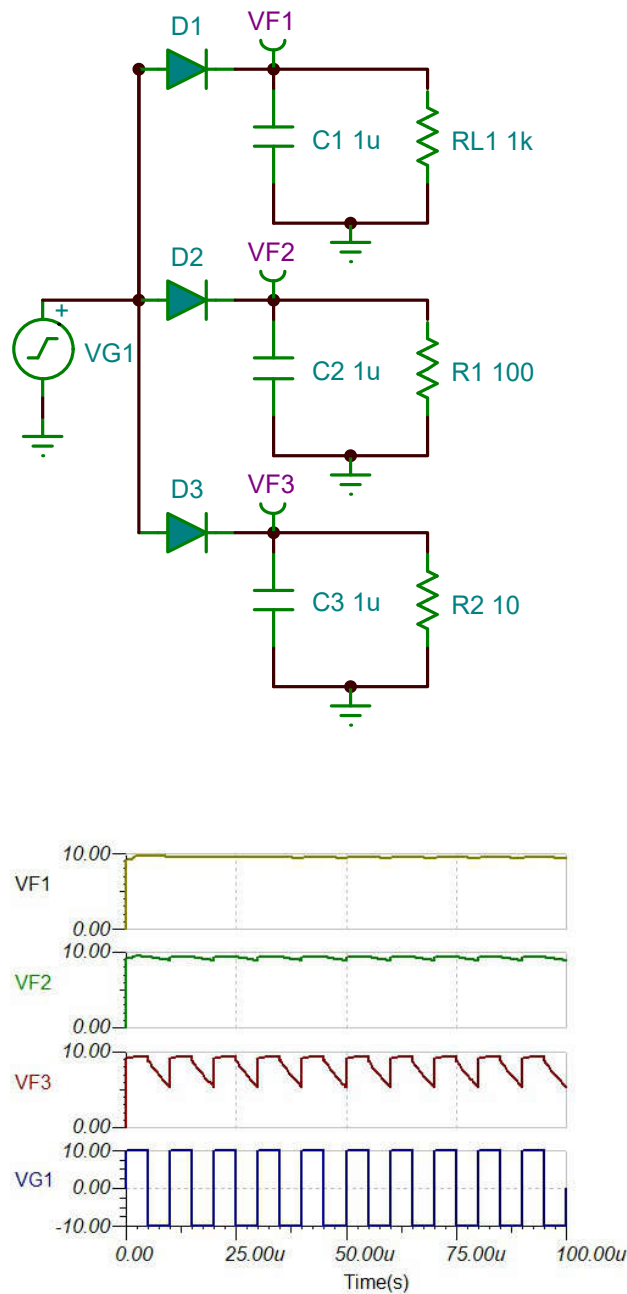 VF1
D1
C1 1u
RL1 1k
VF2
D2
+
VG1
C2 1u
R1 100
VF3
D3
C3 1u
R2 10
10.00
VF1
0.00
10.00
VF2
0.00
10.00
VF3
0.00
10.00
VG1
0.00
-10.00
0.00 25.00u 50.00u 75.00u 100.00u
Time(s)